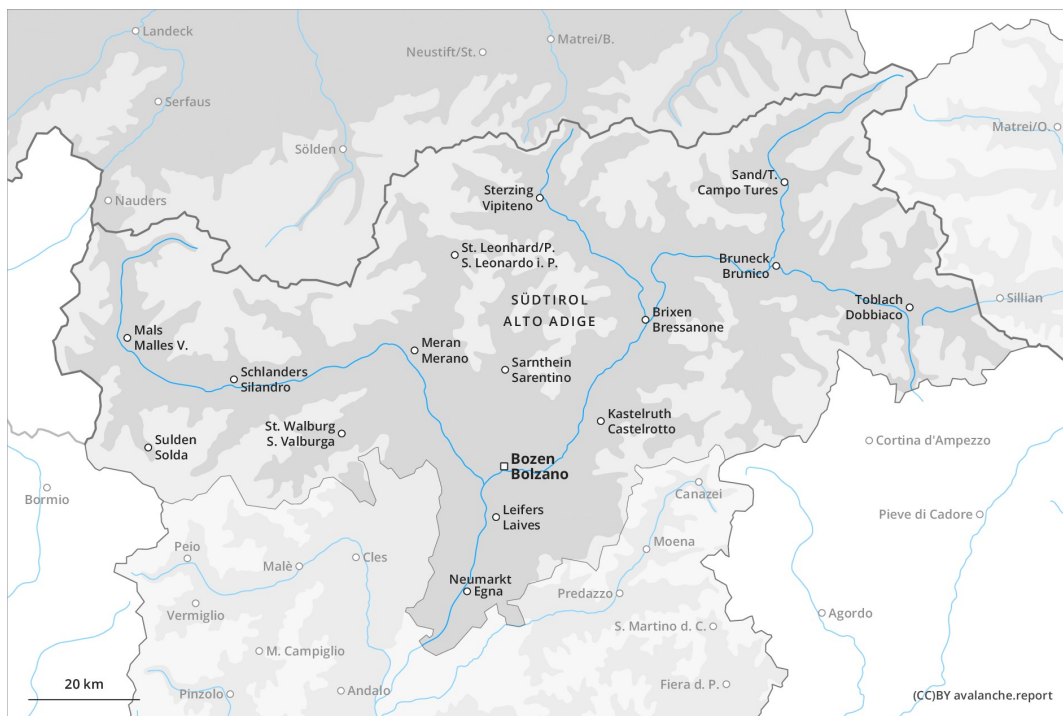 Landeck
Neustift/St.
Matrei/B.
Serfaus
Matrei/O.
Sölden
Sand/T.
Campo Tures
Nauders
Sterzing
Vipiteno
St. Leonhard/P.
S. Leonardo i. P.
Bruneck
Brunico
SÜDTIROL
ALTO ADIGE
Toblach
Dobbiaco
Sillian
Brixen
Bressanone
Mals
Malles V.
Meran
Merano
Sarnthein
Sarentino
Schlanders
Silandro
Kastelruth
Castelrotto
St. Walburg
S. Valburga
Sulden
Solda
Cortina d'Ampezzo
Bozen
Bolzano
Bormio
Canazei
Leifers
Laives
Pieve di Cadore
Peio
Malè
Cles
Moena
Neumarkt
Egna
Predazzo
Vermiglio
Agordo
S. Martino d. C.
M. Campiglio
20 km
Pinzolo
Andalo
Fiera d. P.
(CC)BY avalanche.report